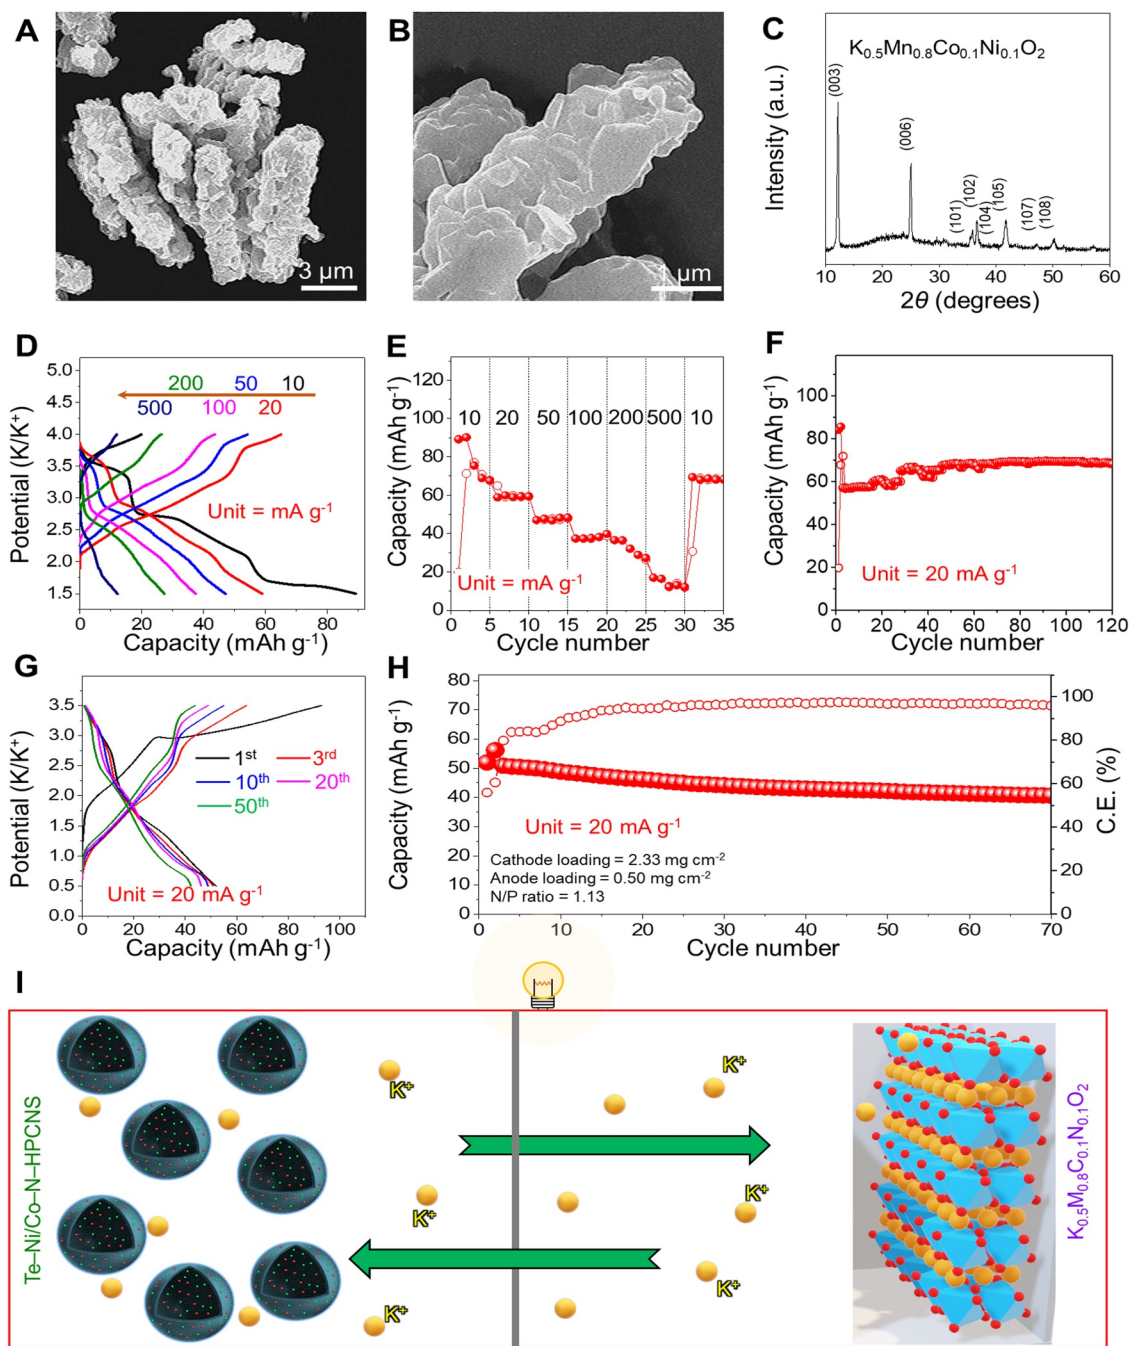 A
3 µm
B
1 µm
C
K0.5Mn0.8Co0.1Ni0.1O2
Intensity (a.u.)
(003)
(006)
(101)
(102)
(104)
(105)
(107)
(108)
10 20 30 40 50 60
2θ (degrees)
D
Potential (K/K+)
4.0
3.5
3.0
2.5
2.0
1.5
200 50 10
500 100 20
Unit = mA g-1
0 20 40 60 80
Capacity (mAh g-1)
E
Capacity (mAh g-1)
120
100
80
60
40
20
0
10 20 50 100 200 500 10
Unit = mA g-1
0 5 10 15 20 25 30 35
Cycle number
F
Capacity (mAh g-1)
100
80
60
40
20
0
Unit = 20 mA g-1
0 20 40 60 80 100 120
Cycle number
G
Potential (K/K+)
3.5
3.0
2.5
2.0
1.5
1.0
0.5
0.0
1st 3rd
10th 20th
50th
Unit = 20 mA g-1
0 20 40 60 80 100
Capacity (mAh g-1)
H
Capacity (mAh g-1)
80
70
60
50
40
30
20
10
0
Unit = 20 mA g-1
Cathode loading = 2.33 mg cm-2
Anode loading = 0.50 mg cm-2
N/P ratio = 1.13
100
80
60
40
20
0
C.E. (%)
0 10 20 30 40 50 60 70
Cycle number
I
Te–Ni/Co–N–HPCNS
K+
K+
K+
K+
K+
K+
K0.5M0.8C0.1N0.1O2